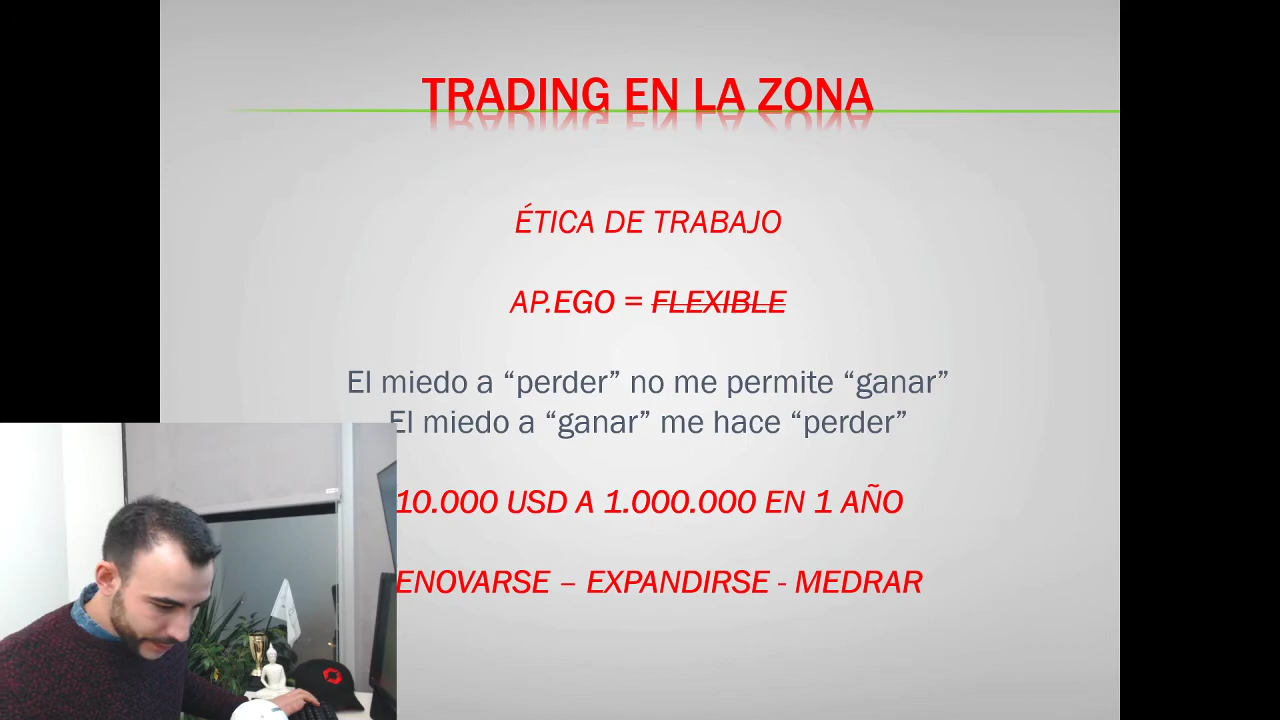 TRADING EN LA ZONA
ÉTICA DE TRABAJO
AP.EGO = FLEXIBLE
El miedo a “perder” no me permite “ganar”
El miedo a “ganar” me hace “perder”
10.000 USD A 1.000.000 EN 1 AÑO
ENOVARSE – EXPANDIRSE - MEDRAR